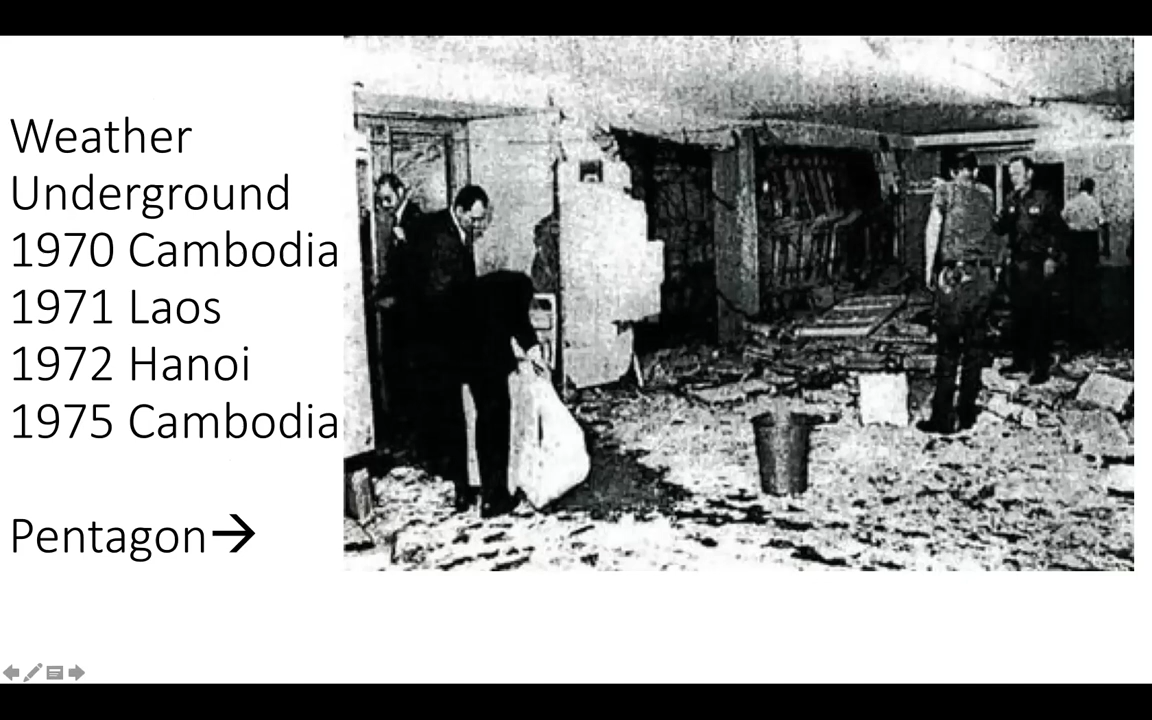 Weather
Underground
1970 Cambodia
1971 Laos
1972 Hanoi
1975 Cambodia
Pentagon→